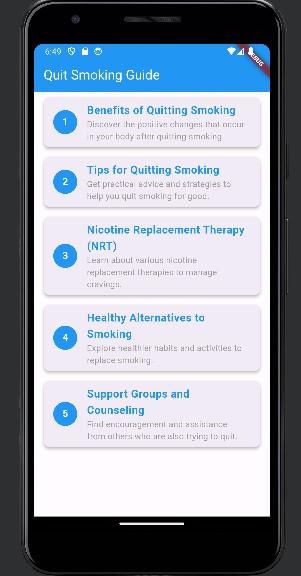 6:49
DEBUG
Quit Smoking Guide
1
Benefits of Quitting Smoking
Discover the positive changes that occur
in your body after quitting smoking.
2
Tips for Quitting Smoking
Get practical advice and strategies to
help you quit smoking for good.
3
Nicotine Replacement Therapy
(NRT)
Learn about various nicotine
replacement therapies to manage
cravings.
4
Healthy Alternatives to
Smoking
Explore healthier habits and activities to
replace smoking.
5
Support Groups and
Counseling
Find encouragement and assistance
from others who are also trying to quit.